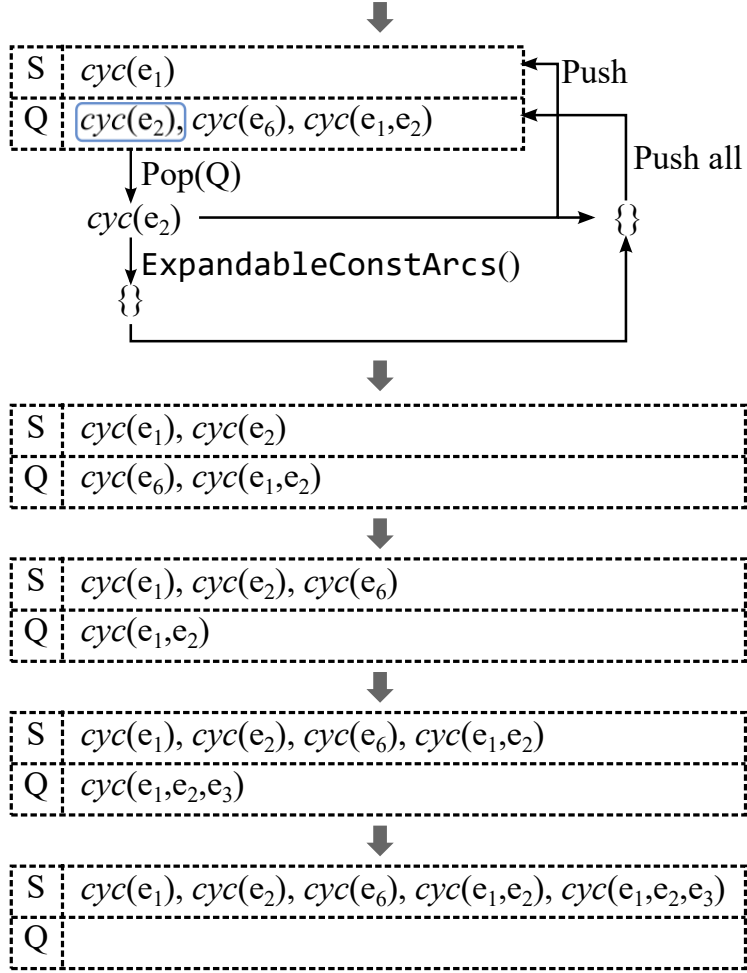 S cyc(e₁)
Push
Q cyc(e₂), cyc(e₆), cyc(e₁,e₂)
Push all
Pop(Q)
cyc(e₂)
{}
ExpandableConstArcs()
{}
S cyc(e₁), cyc(e₂)
Q cyc(e₆), cyc(e₁,e₂)
S cyc(e₁), cyc(e₂), cyc(e₆)
Q cyc(e₁,e₂)
S cyc(e₁), cyc(e₂), cyc(e₆), cyc(e₁,e₂)
Q cyc(e₁,e₂,e₃)
S cyc(e₁), cyc(e₂), cyc(e₆), cyc(e₁,e₂), cyc(e₁,e₂,e₃)
Q